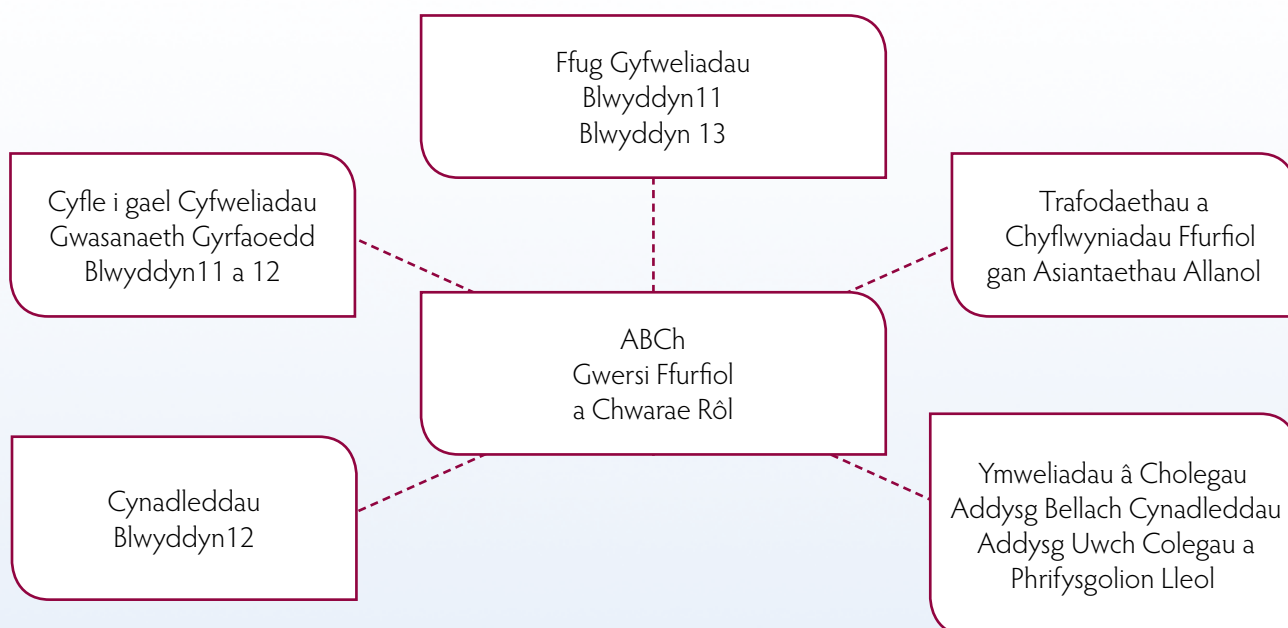 Ffug Gyfweliadau
Blwyddyn11
Blwyddyn 13
Cyfle i gael Cyfweliadau
Gwasanaeth Gyrfaoedd
Blwyddyn11 a 12
Trafodaethau a
Chyflwyniadau Ffurfiol
gan Asiantaethau Allanol
ABCh
Gwersi Ffurfiol
a Chwarae Rôl
Cynadleddau
Blwyddyn12
Ymweliadau â Cholegau
Addysg Bellach Cynadleddau
Addysg Uwch Colegau a
Phrifysgolion Lleol